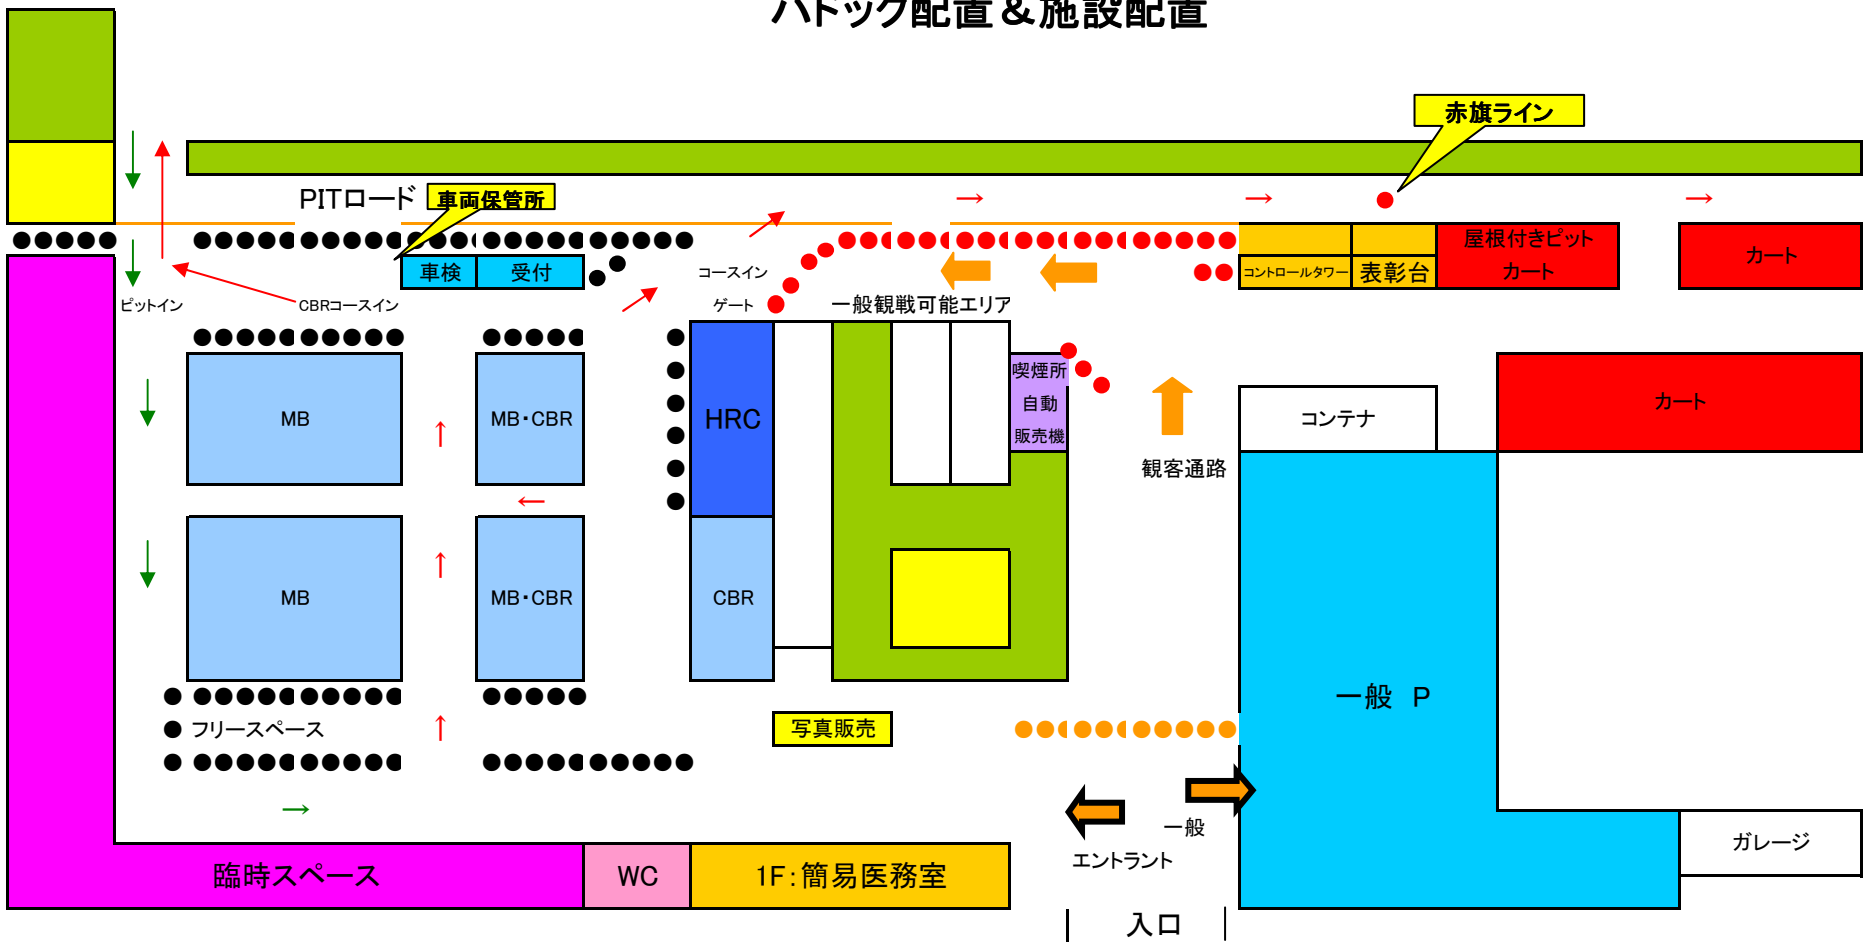 パドック配置＆施設配置
赤旗ライン
PITロード
車両保管所
屋根付きピット
カート
カート
車検
受付
コースイン
ゲート
コントロールタワー
表彰台
ピットイン
CBRコースイン
一般観戦可能エリア
喫煙所
自動
販売機
MB
MB・CBR
HRC
コンテナ
カート
観客通路
MB
MB・CBR
CBR
一般 P
フリースペース
写真販売
一般
エントラント
ガレージ
臨時スペース
WC
1F：簡易医務室
入口